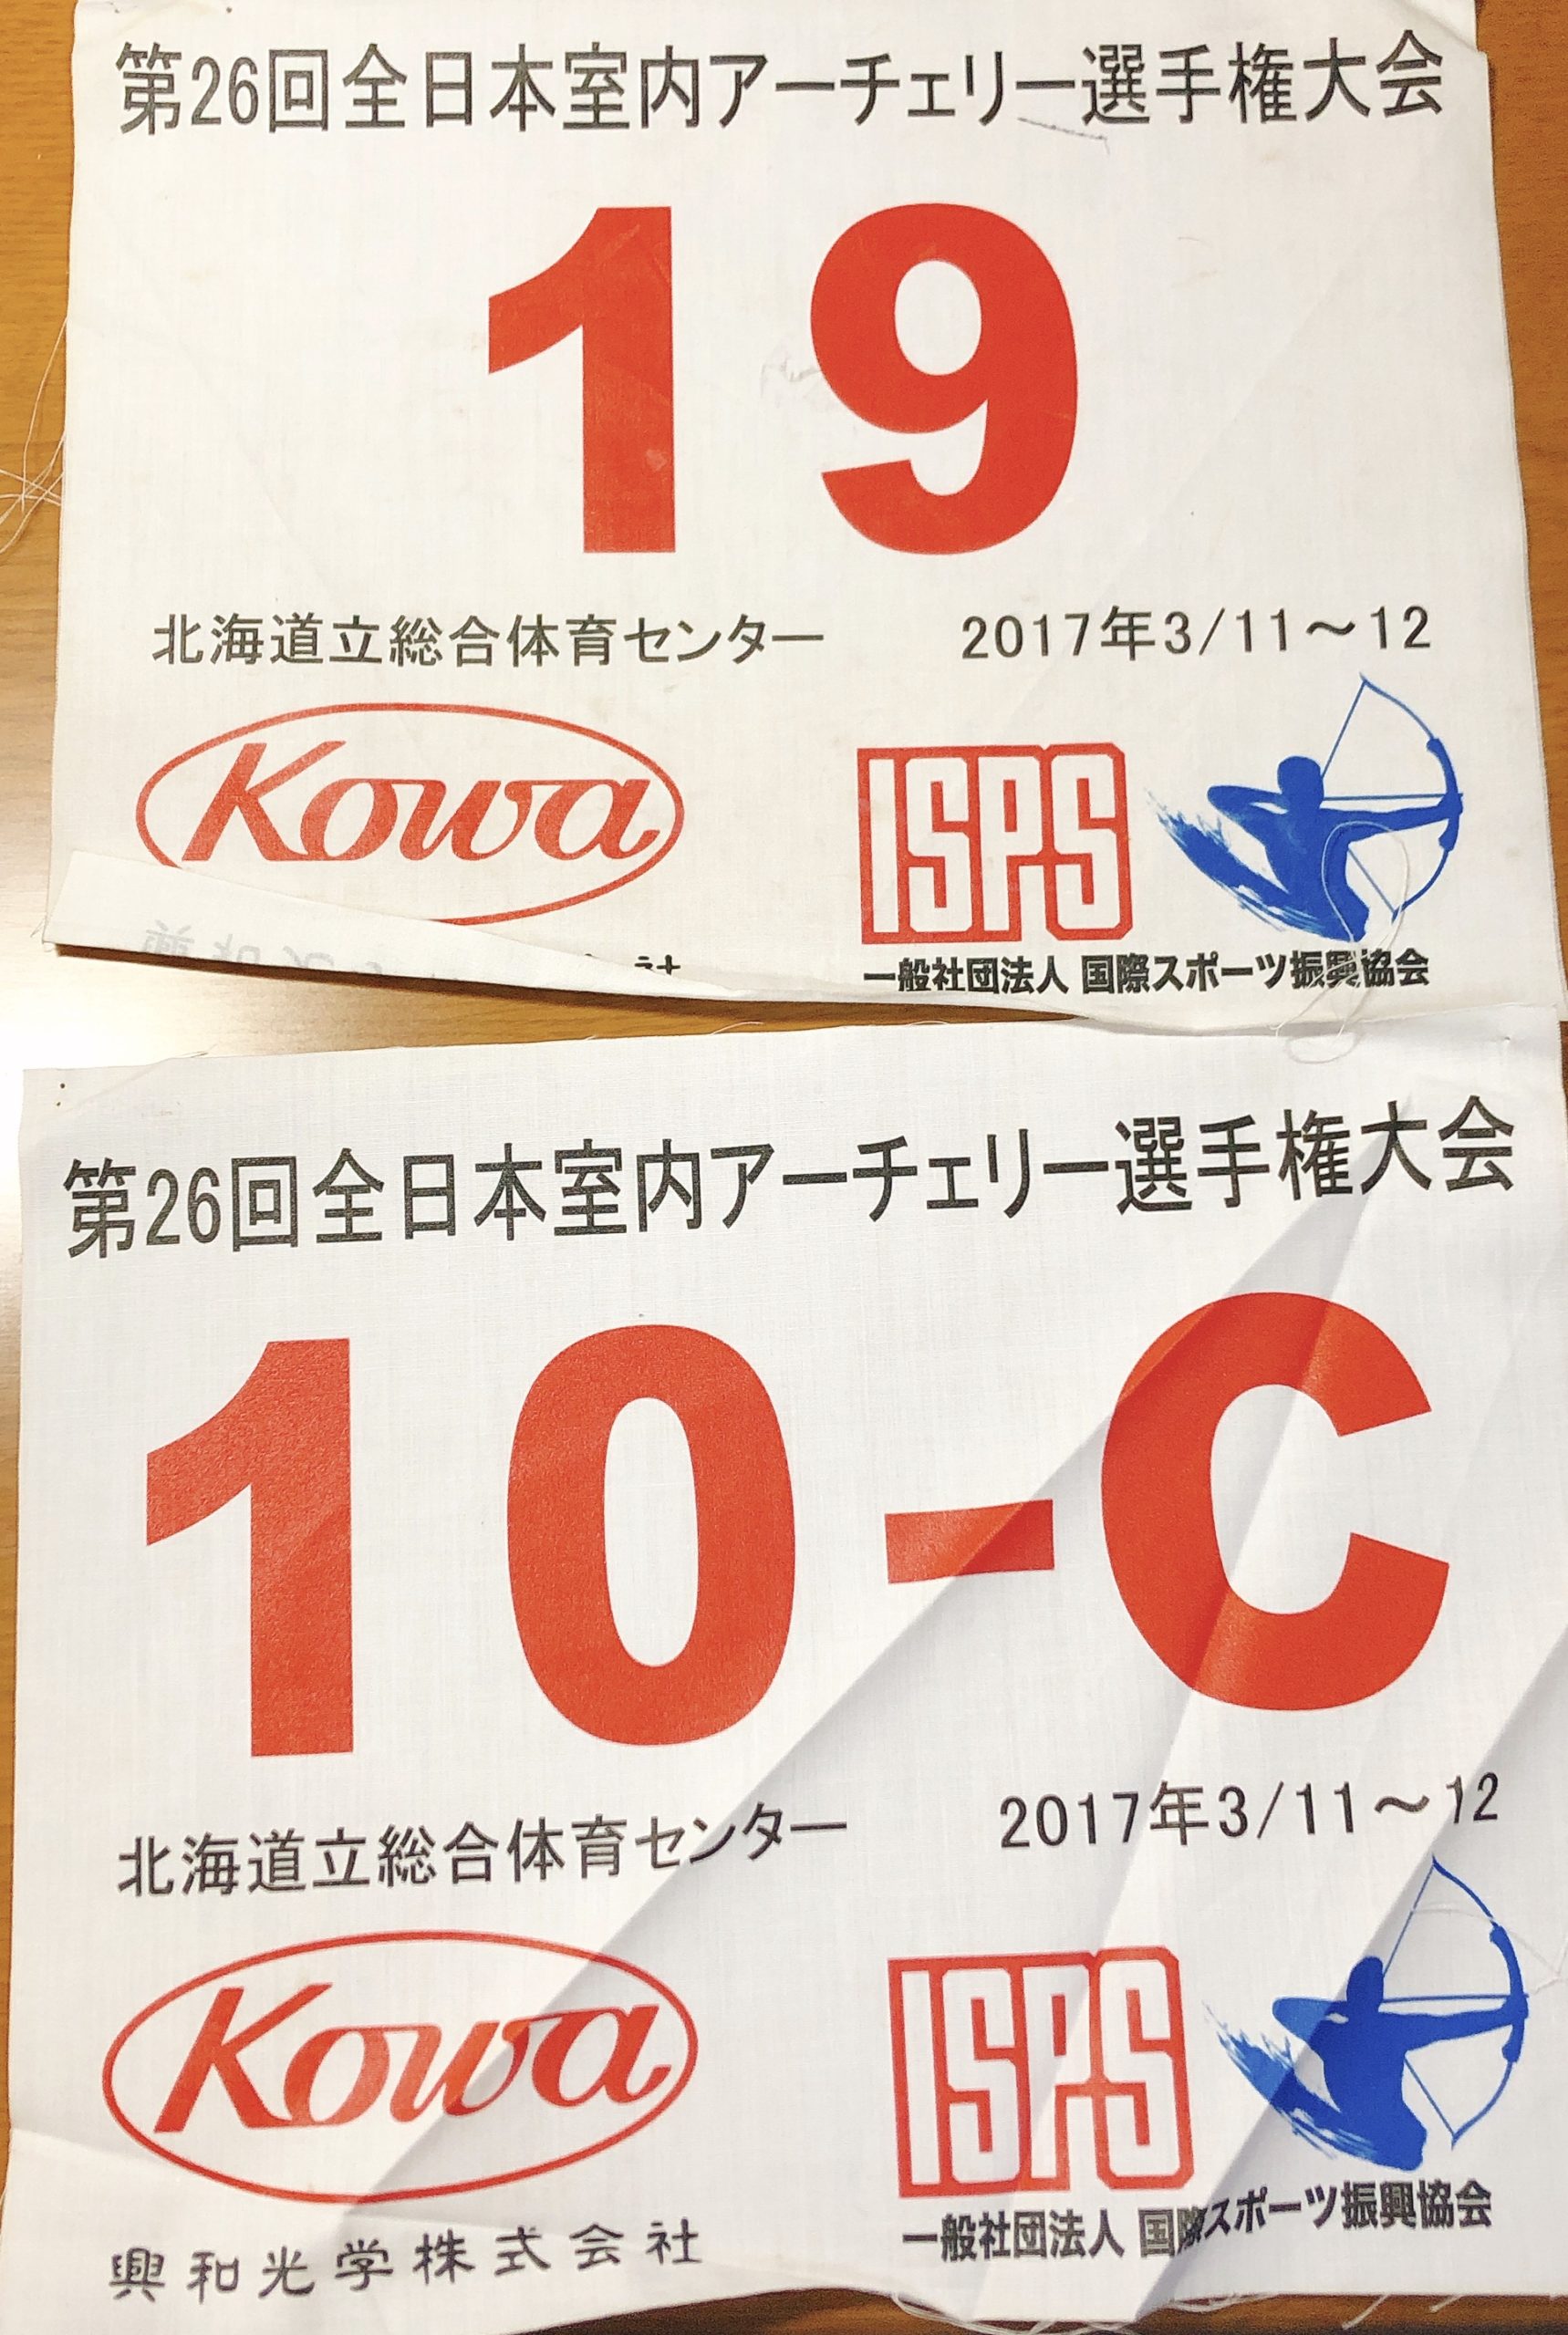 第26回全日本室内アーチェリー選手権大会
19
北海道立総合体育センター 2017年3/11～12
Kowa
ISPS
一般社団法人 国際スポーツ振興協会
第26回全日本室内アーチェリー選手権大会
10-C
北海道立総合体育センター 2017年3/11～12
Kowa
ISPS
興和光学株式会社
一般社団法人 国際スポーツ振興協会